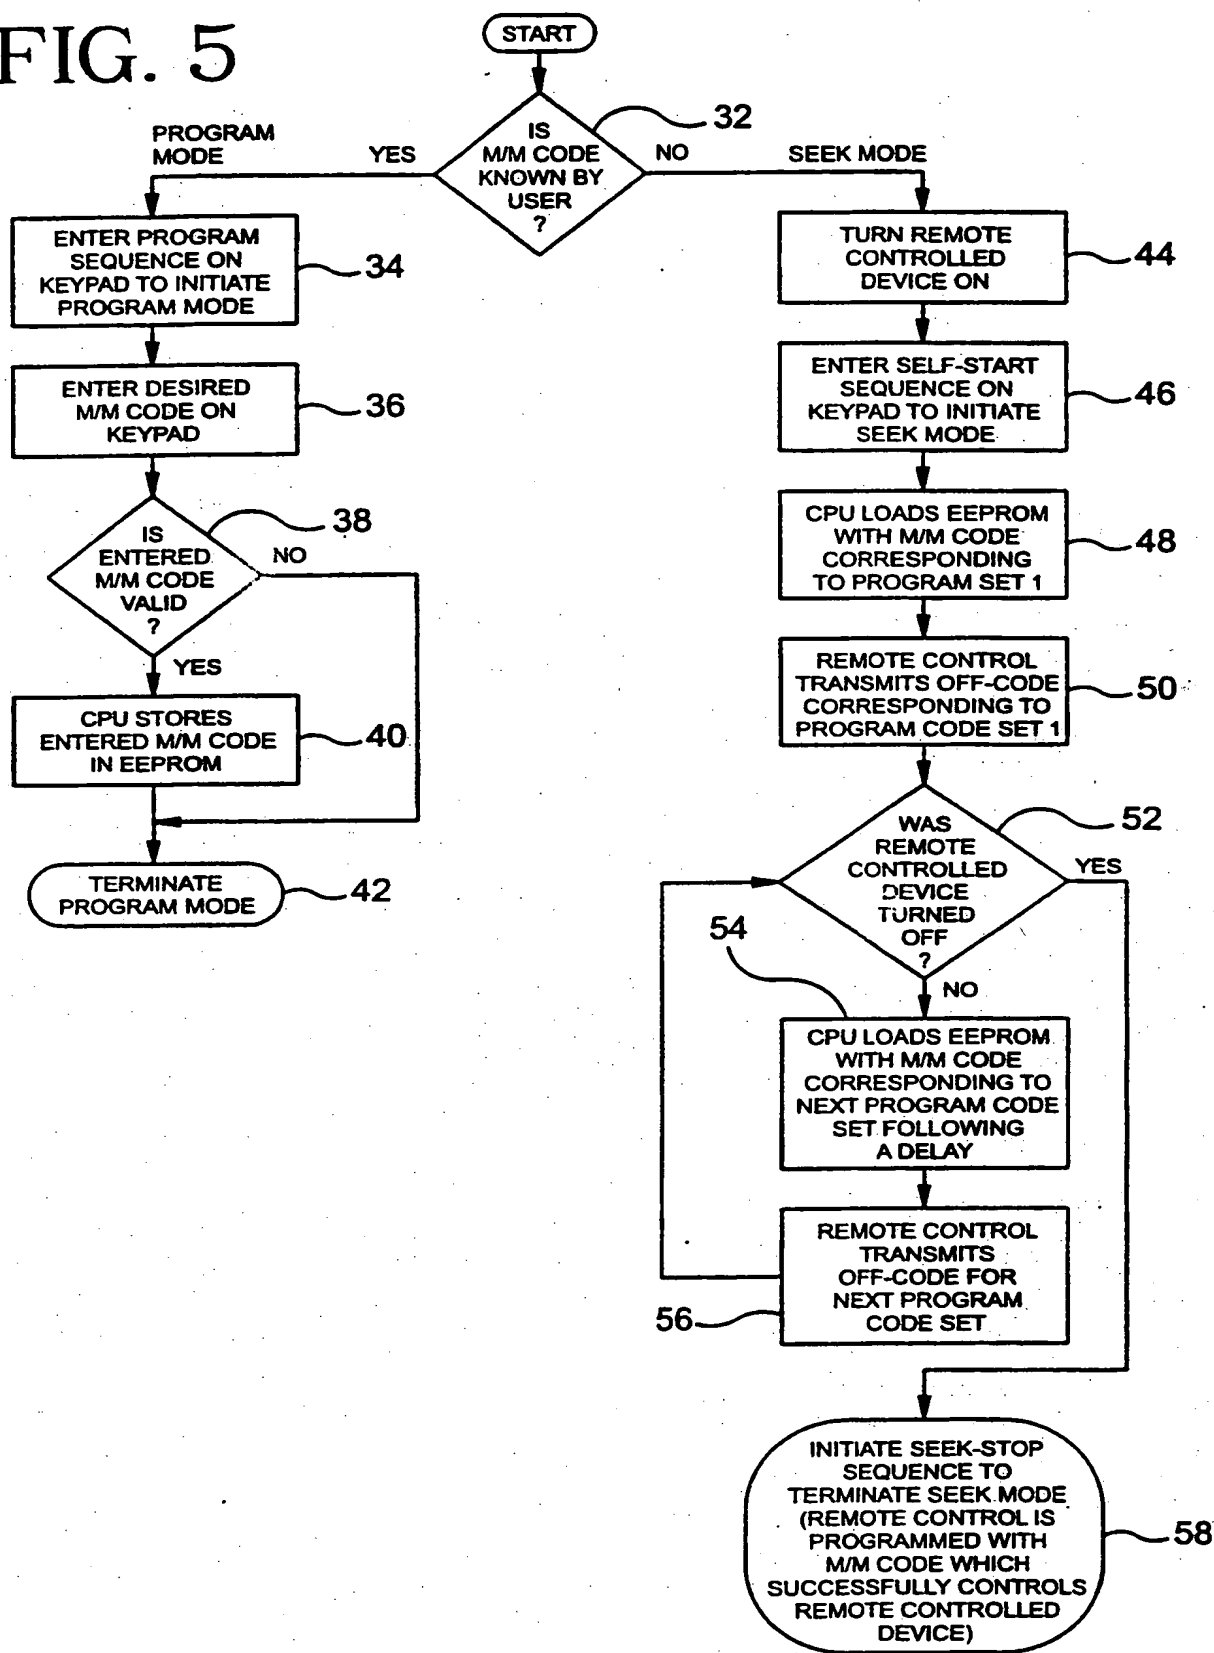 FIG. 5
START
IS
M/M CODE
KNOWN BY
USER
?
32
PROGRAM
MODE
YES
NO
SEEK MODE
ENTER PROGRAM
SEQUENCE ON
KEYPAD TO INITIATE
PROGRAM MODE
34
ENTER DESIRED
M/M CODE ON
KEYPAD
36
IS
ENTERED
M/M CODE
VALID
?
38
NO
YES
CPU STORES
ENTERED M/M CODE
IN EEPROM
40
TERMINATE
PROGRAM MODE
42
TURN REMOTE
CONTROLLED
DEVICE ON
44
ENTER SELF-START
SEQUENCE ON
KEYPAD TO INITIATE
SEEK MODE
46
CPU LOADS EEPROM
WITH M/M CODE
CORRESPONDING
TO PROGRAM SET 1
48
REMOTE CONTROL
TRANSMITS OFF-CODE
CORRESPONDING TO
PROGRAM CODE SET 1
50
WAS
REMOTE
CONTROLLED
DEVICE
TURNED
OFF
?
52
YES
NO
54
CPU LOADS EEPROM
WITH M/M CODE
CORRESPONDING TO
NEXT PROGRAM CODE
SET FOLLOWING
A DELAY
REMOTE CONTROL
TRANSMITS
OFF-CODE FOR
NEXT PROGRAM
CODE SET
56
INITIATE SEEK-STOP
SEQUENCE TO
TERMINATE SEEK MODE
(REMOTE CONTROL IS
PROGRAMMED WITH
M/M CODE WHICH
SUCCESSFULLY CONTROLS
REMOTE CONTROLLED
DEVICE)
58